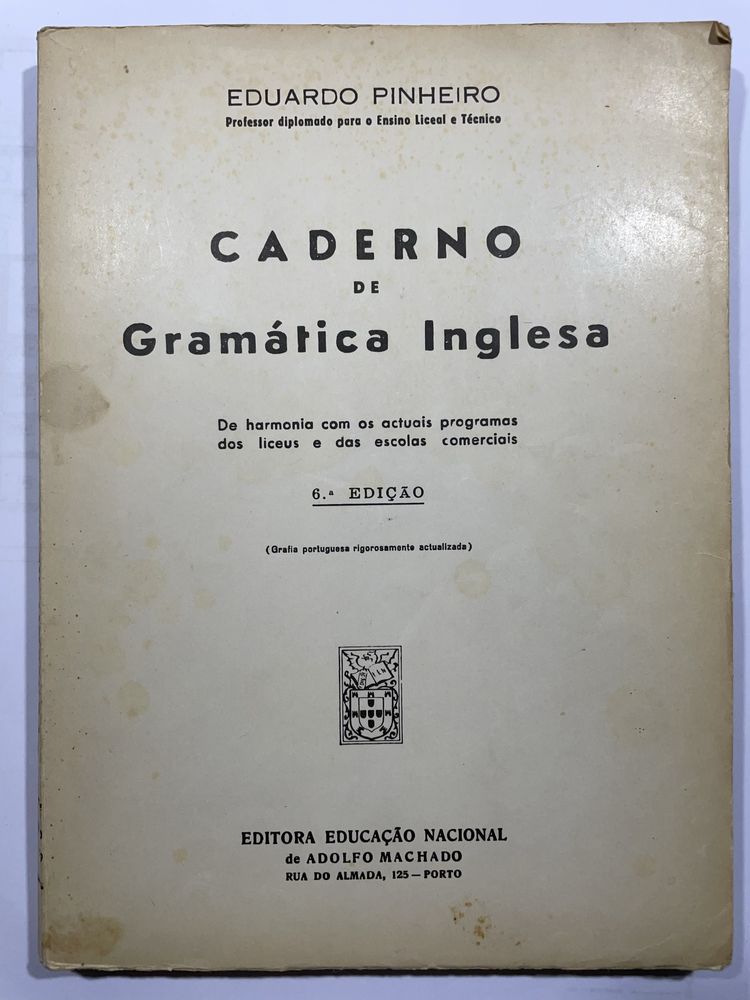 EDUARDO PINHEIRO
Professor diplomado para o Ensino Liceal e Técnico
CADERNO
DE
Gramática Inglesa
De harmonia com os actuais programas
dos liceus e das escolas comerciais
6.ª EDIÇÃO
(Grafia portuguesa rigorosamente actualizada)
EDITORA EDUCAÇÃO NACIONAL
de ADOLFO MACHADO
RUA DO ALMADA, 125 — PORTO